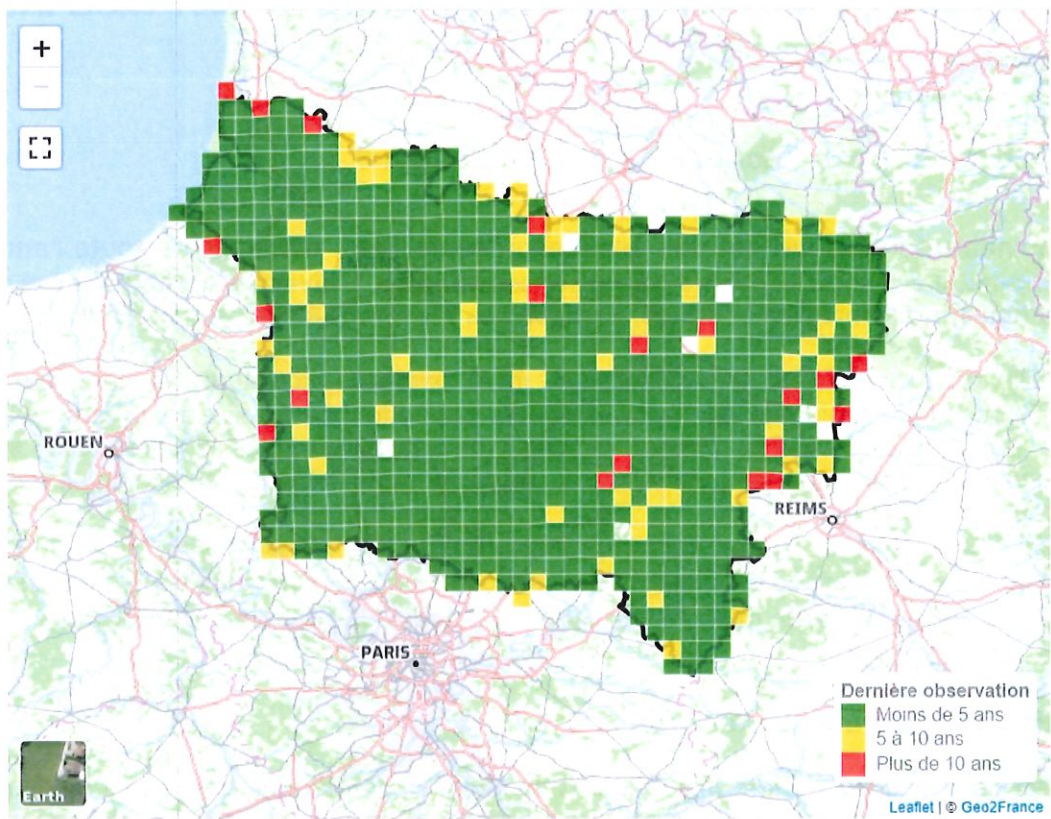 +
ROUEN
REIMS
PARIS
Dernière observation
Moins de 5 ans
5 à 10 ans
Plus de 10 ans
Earth
Leaflet | © Geo2France